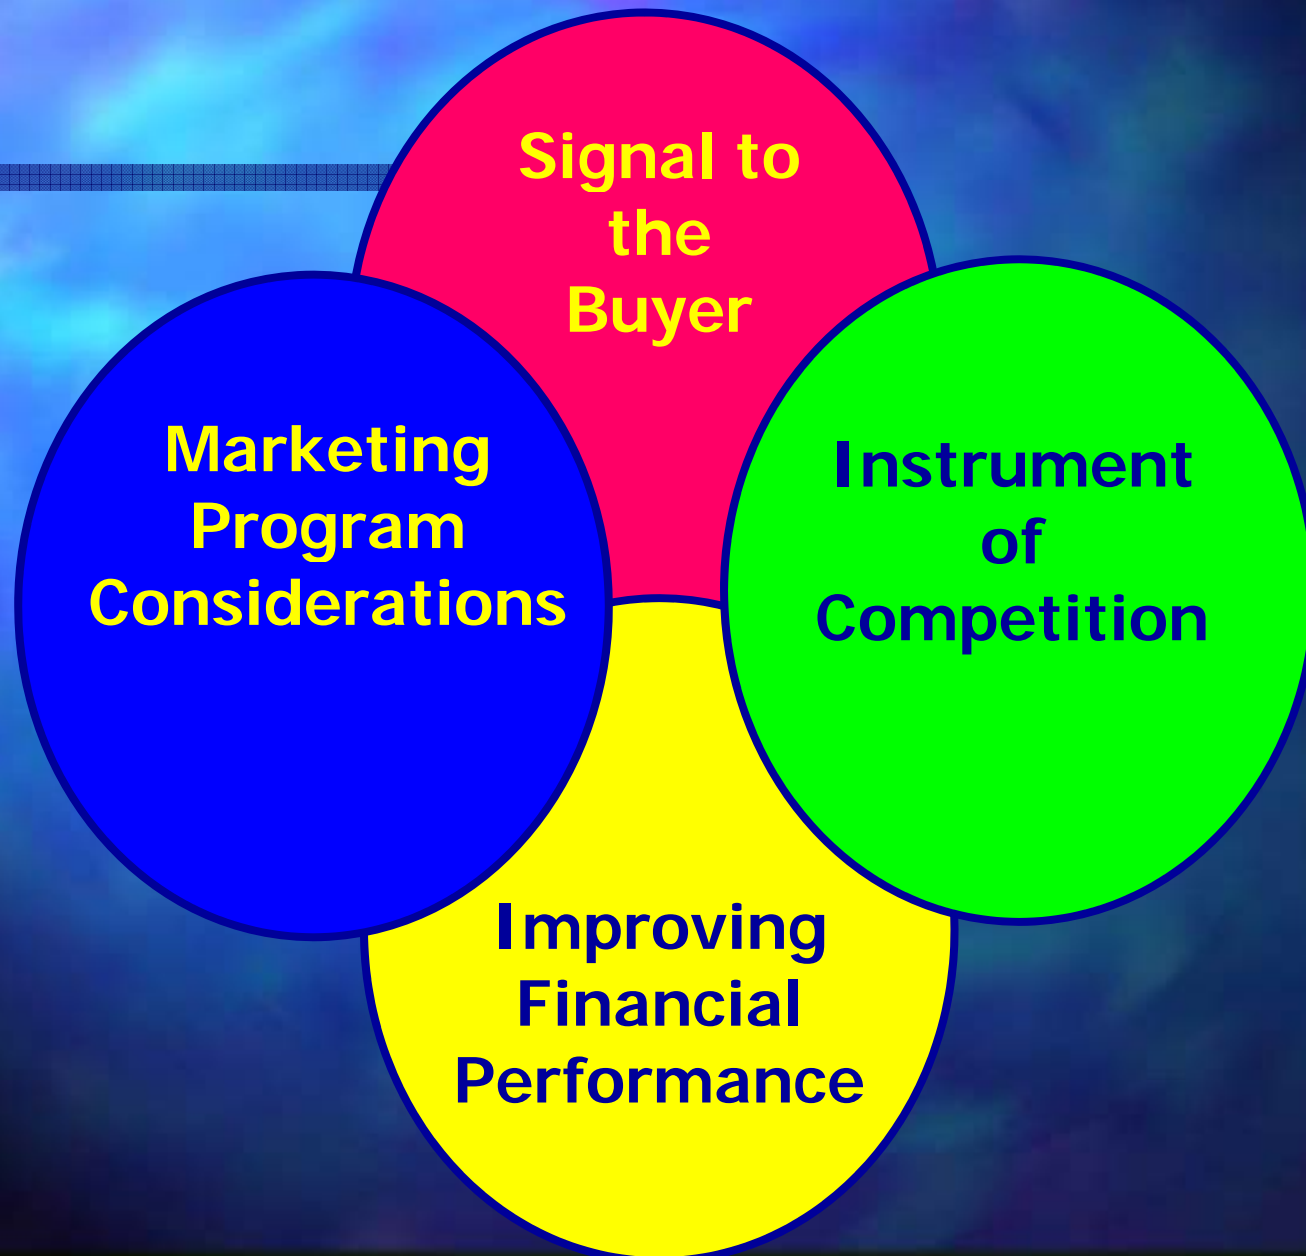 Signal to
the
Buyer
Marketing
Program
Considerations
Instrument
of
Competition
Improving
Financial
Performance